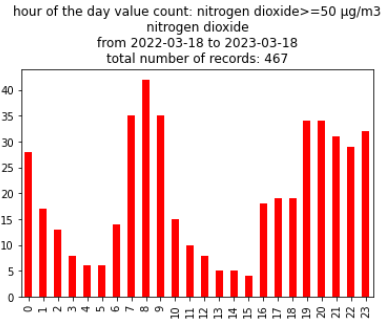 hour of the day value count: nitrogen dioxide>=50 µg/m3
nitrogen dioxide
from 2022-03-18 to 2023-03-18
total number of records: 467
40
35
30
25
20
15
10
5
0
0 1 2 3 4 5 6 7 8 9 10 11 12 13 14 15 16 17 18 19 20 21 22 23